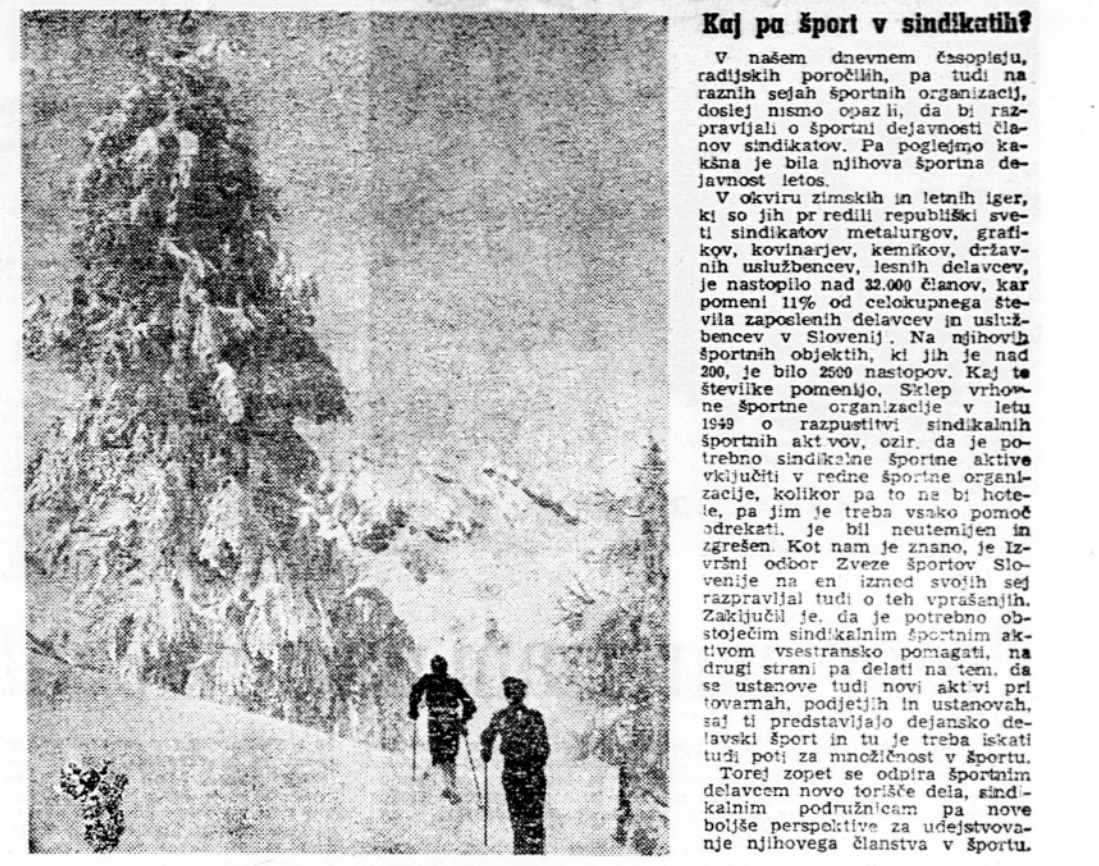 Kaj pa šport v sindikatih?
V našem dnevnem časopisju,
radijskih poročilih, pa tudi na
raznih sejah športnih organizacij,
doslej nismo opaz li, da bi raz-
pravljali o športni dejavnosti čla-
nov sindikatov. Pa poglejmo ka-
kšna je bila njihova športna de-
javnost letos.
V okviru zimskih in letnih iger,
ki so jih pr redili republiški sve-
ti sindikatov metalurgov, grafi-
kov, kovinarjev, kemikov, držav-
nih uslužbencev, lesnih delavcev,
je nastopilo nad 32.000 članov, kar
pomeni 11% od celokupnega šte-
vila zaposlenih delavcev in usluž-
bencev v Slovenij . Na njihovih
športnih objektih, ki jih je nad
200, je bilo 2500 nastopov. Kaj te
številke pomenijo, Sklep vrhov-
ne športne organizacije v letu
1949 o razpustitvi sindikalnih
športnih akt vov, ozir. da je po-
trebno sindikalne športne aktive
vključiti v redne športne organi-
zacije, kolikor pa to ne bi hote-
le, pa jim je treba vsako pomoč
odrekati, je bil neutemljen in
zgrešen. Kot nam je znano, je Iz-
vršni odbor Zveze športov Slo-
venije na en izmed svojih sej
razpravljal tudi o teh vprašanjih.
Zaključil je, da je potrebno ob-
stoječim sindikalnim športnim ak-
tivom vsestransko pomagati, na
drugi strani pa delati na tem, da
se ustanove tudi novi aktivi pri
tovarnah, podjetjih in ustanovah,
saj ti predstavljajo dejansko de-
lavski šport in tu je treba iskati
tudi poti za množičnost v športu.
Torej zopet se odpira športnim
delavcem novo torišče dela, sindi-
kalnim podružnicam pa nove
boljše perspektive za udejstvova-
nje njihovega članstva v športu.